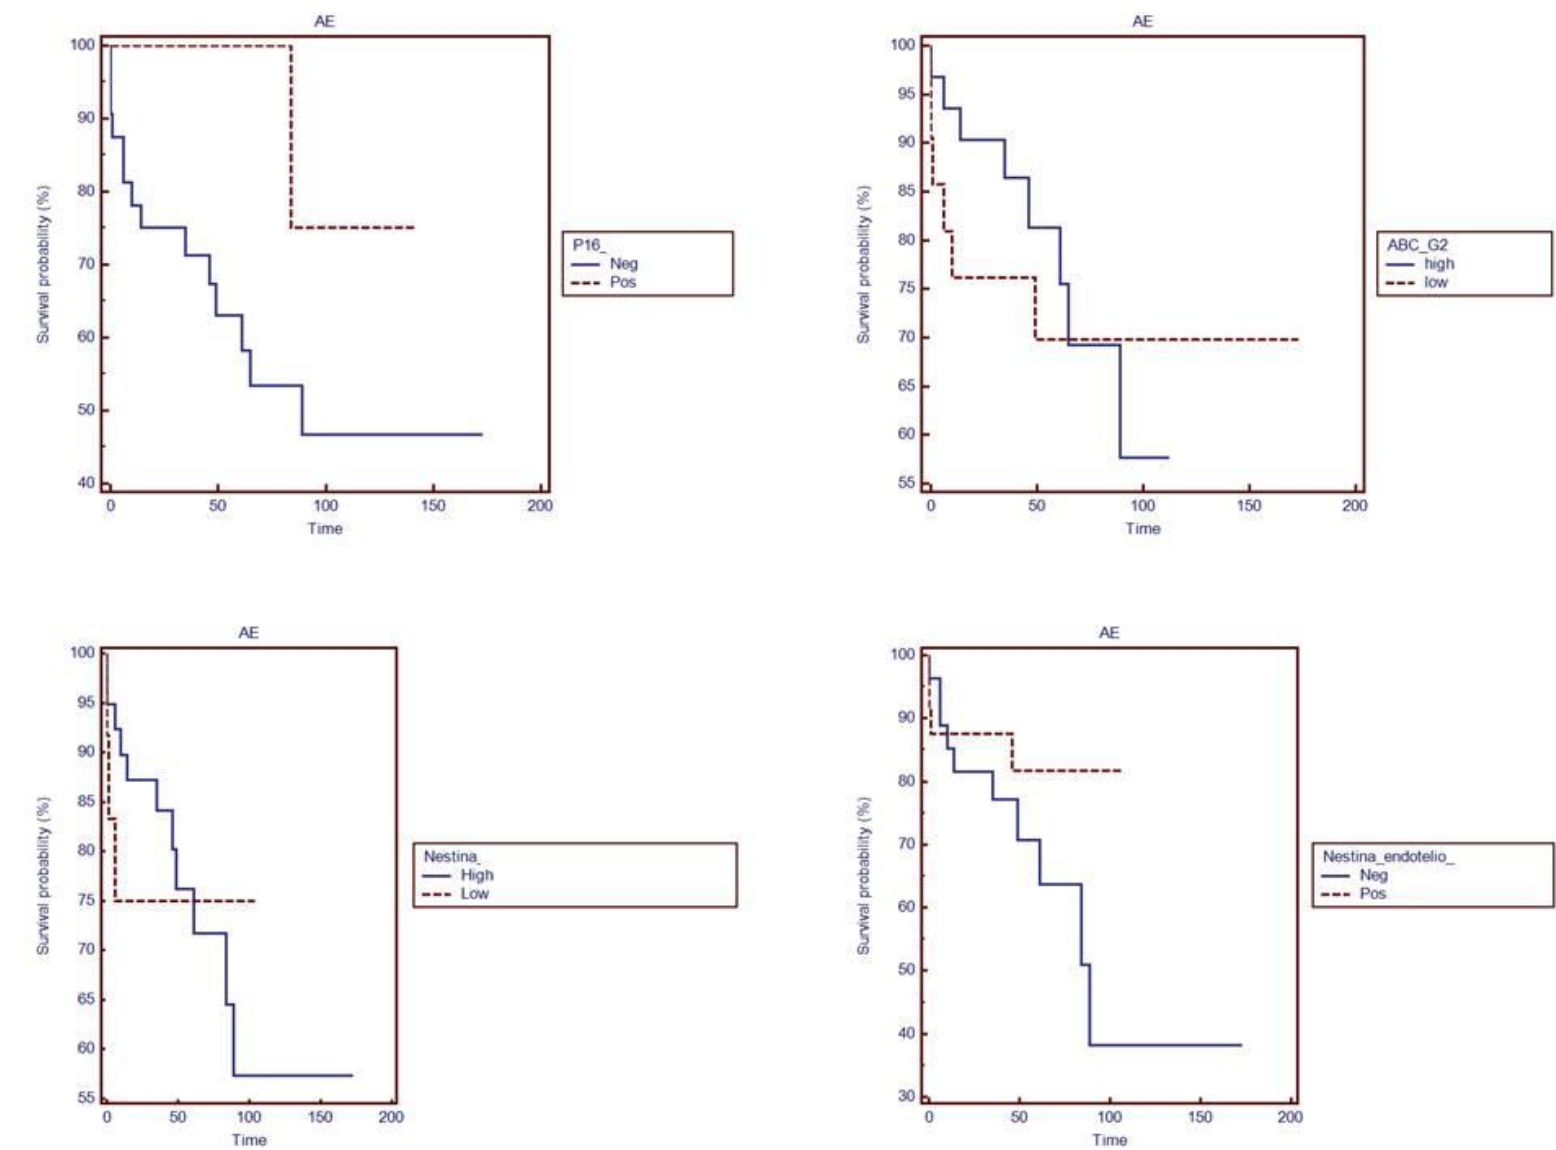 AE
100
90
80
70
60
50
40
Survival probability (%)
0 50 100 150 200
Time
P16_
Neg
Pos
AE
100
95
90
85
80
75
70
65
60
55
Survival probability (%)
0 50 100 150 200
Time
ABC_G2
high
low
AE
100
95
90
85
80
75
70
65
60
55
Survival probability (%)
0 50 100 150 200
Time
Nestina_
High
Low
AE
100
90
80
70
60
50
40
30
Survival probability (%)
0 50 100 150 200
Time
Nestina_endotelio_
Neg
Pos